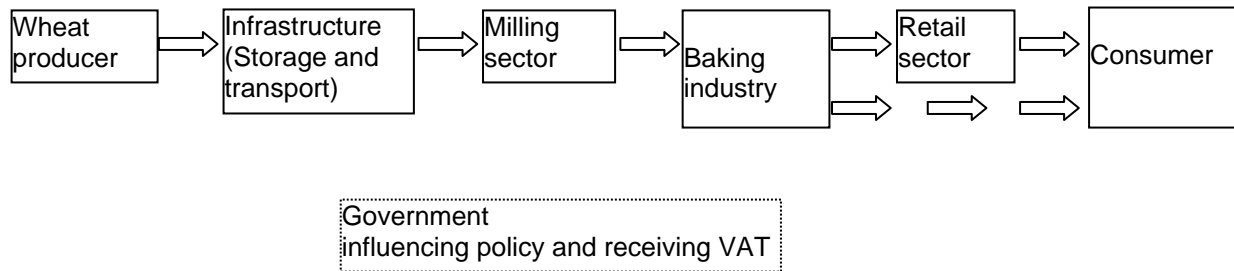 Wheat
producer
Infrastructure
(Storage and
transport)
Milling
sector
Baking
industry
Retail
sector
Consumer
Government
influencing policy and receiving VAT